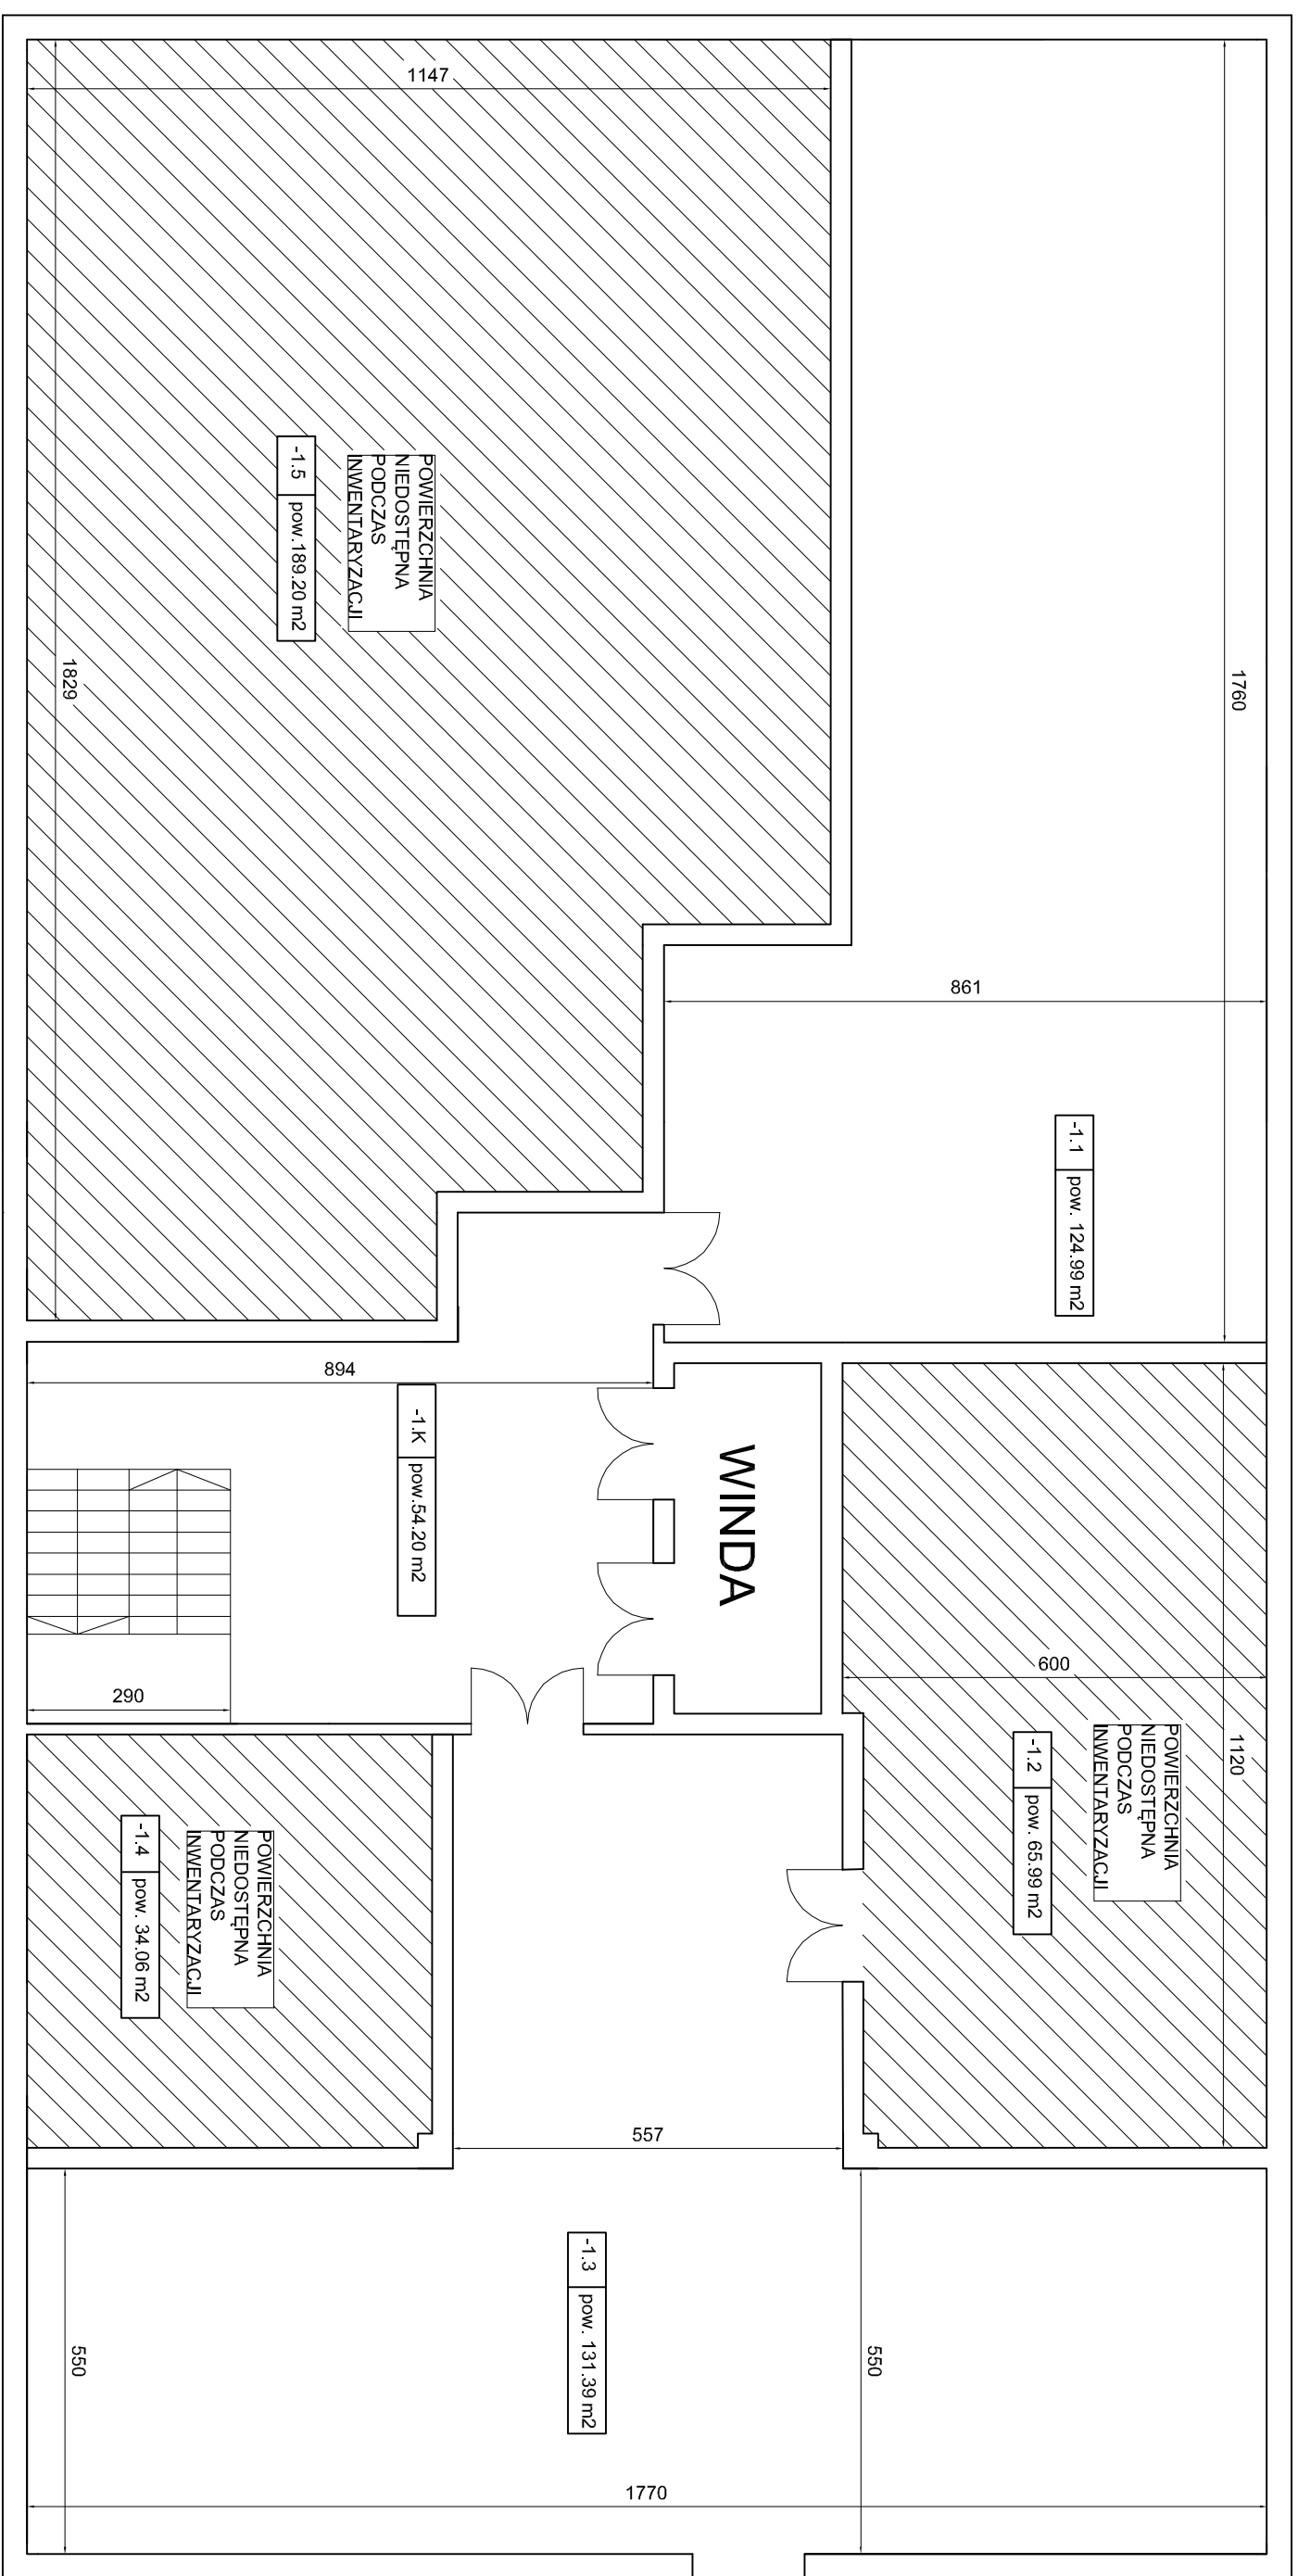 1147
1829
POWIERZCHNIA
NIEDOSTĘPNA
PODCZAS
INWENTARYZACJI
-1.5 pow.189.20 m2
1760
861
-1.1 pow. 124.99 m2
894
-1.K pow.54.20 m2
290
WINDA
600
1120
POWIERZCHNIA
NIEDOSTĘPNA
PODCZAS
INWENTARYZACJI
-1.2 pow. 65.99 m2
POWIERZCHNIA
NIEDOSTĘPNA
PODCZAS
INWENTARYZACJI
-1.4 pow. 34.06 m2
557
550
550
-1.3 pow. 131.39 m2
1770